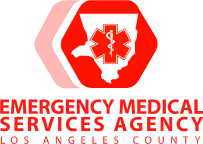 EMERGENCY MEDICAL
SERVICES AGENCY
LOS ANGELES COUNTY